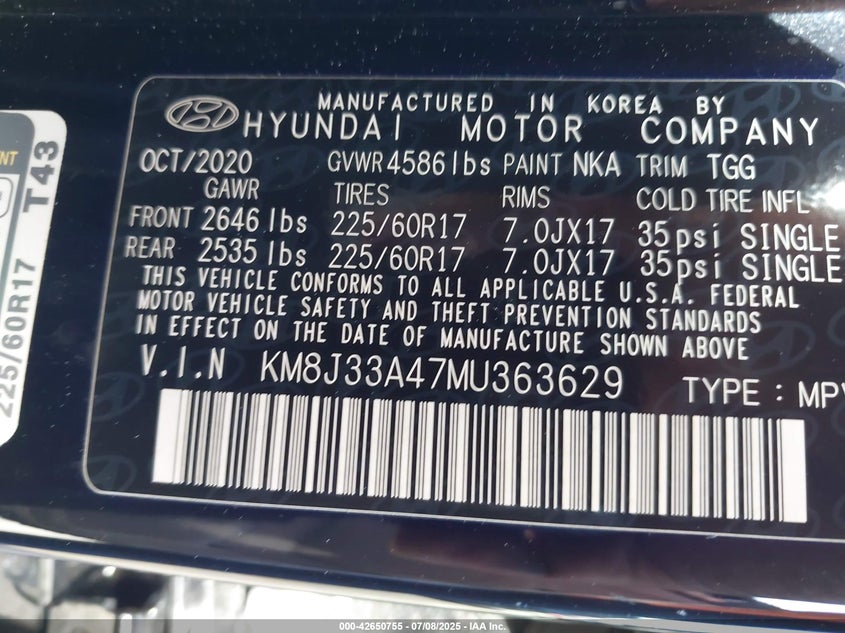 MANUFACTURED IN KOREA BY
HYUNDAI MOTOR COMPANY
OCT/2020 GVWR 4586 lbs PAINT NKA TRIM TGG
GAWR TIRES RIMS COLD TIRE INFL
FRONT 2646 lbs 225/60R17 7.0JX17 35psi SINGLE
REAR 2535 lbs 225/60R17 7.0JX17 35psi SINGLE
THIS VEHICLE CONFORMS TO ALL APPLICABLE U.S.A. FEDERAL
MOTOR VEHICLE SAFETY AND THEFT PREVENTION STANDARDS
IN EFFECT ON THE DATE OF MANUFACTURE SHOWN ABOVE
V.I.N KM8J33A47MU363629 TYPE : MPV
225/60R17 T43
000-42650755 - 07/08/2025 - IAA Inc.